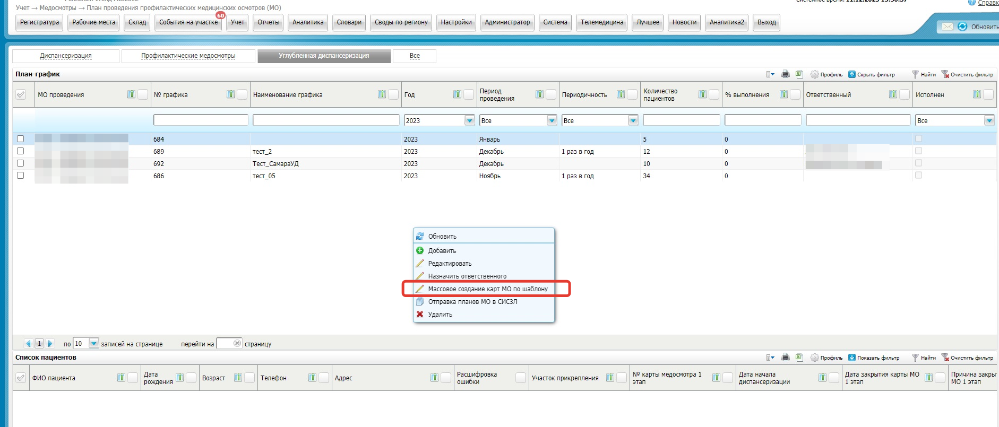 Учет → Медосмотры → План проведения профилактических медицинских осмотров (МО)
Справк
Регистратура Рабочие места Склад События на участке 60 Учет Отчеты Аналитика Словари Своды по региону Настройки Администратор Система Телемедицина Лучшее Новости Аналитика2 Выход
Обновить
Диспансеризация Профилактические медосмотры Углубленная диспансеризация Все
План-график Профиль Скрыть фильтр Найти Очистить фильтр
МО проведения № графика Наименование графика Год Период проведения Периодичность Количество пациентов % выполнения Ответственный Исполнен
2023 Все Все Все
684 2023 Январь 5 0
689 тест_2 2023 Декабрь 1 раз в год 12 0
692 Тест_СамараУД 2023 Декабрь 10 0
686 тест_05 2023 Ноябрь 1 раз в год 34 0
Обновить
Добавить
Редактировать
Назначить ответственного
Массовое создание карт МО по шаблону
Отправка планов МО в СИСЗЛ
Удалить
1 по 10 записей на странице перейти на страницу
Список пациентов Профиль Показать фильтр Найти Очистить фильтр
ФИО пациента Дата рождения Возраст Телефон Адрес Расшифровка ошибки Участок прикрепления № карты медосмотра 1 этап Дата начала диспансеризации Дата закрытия карты МО 1 этап Причина закрыт МО 1 этап